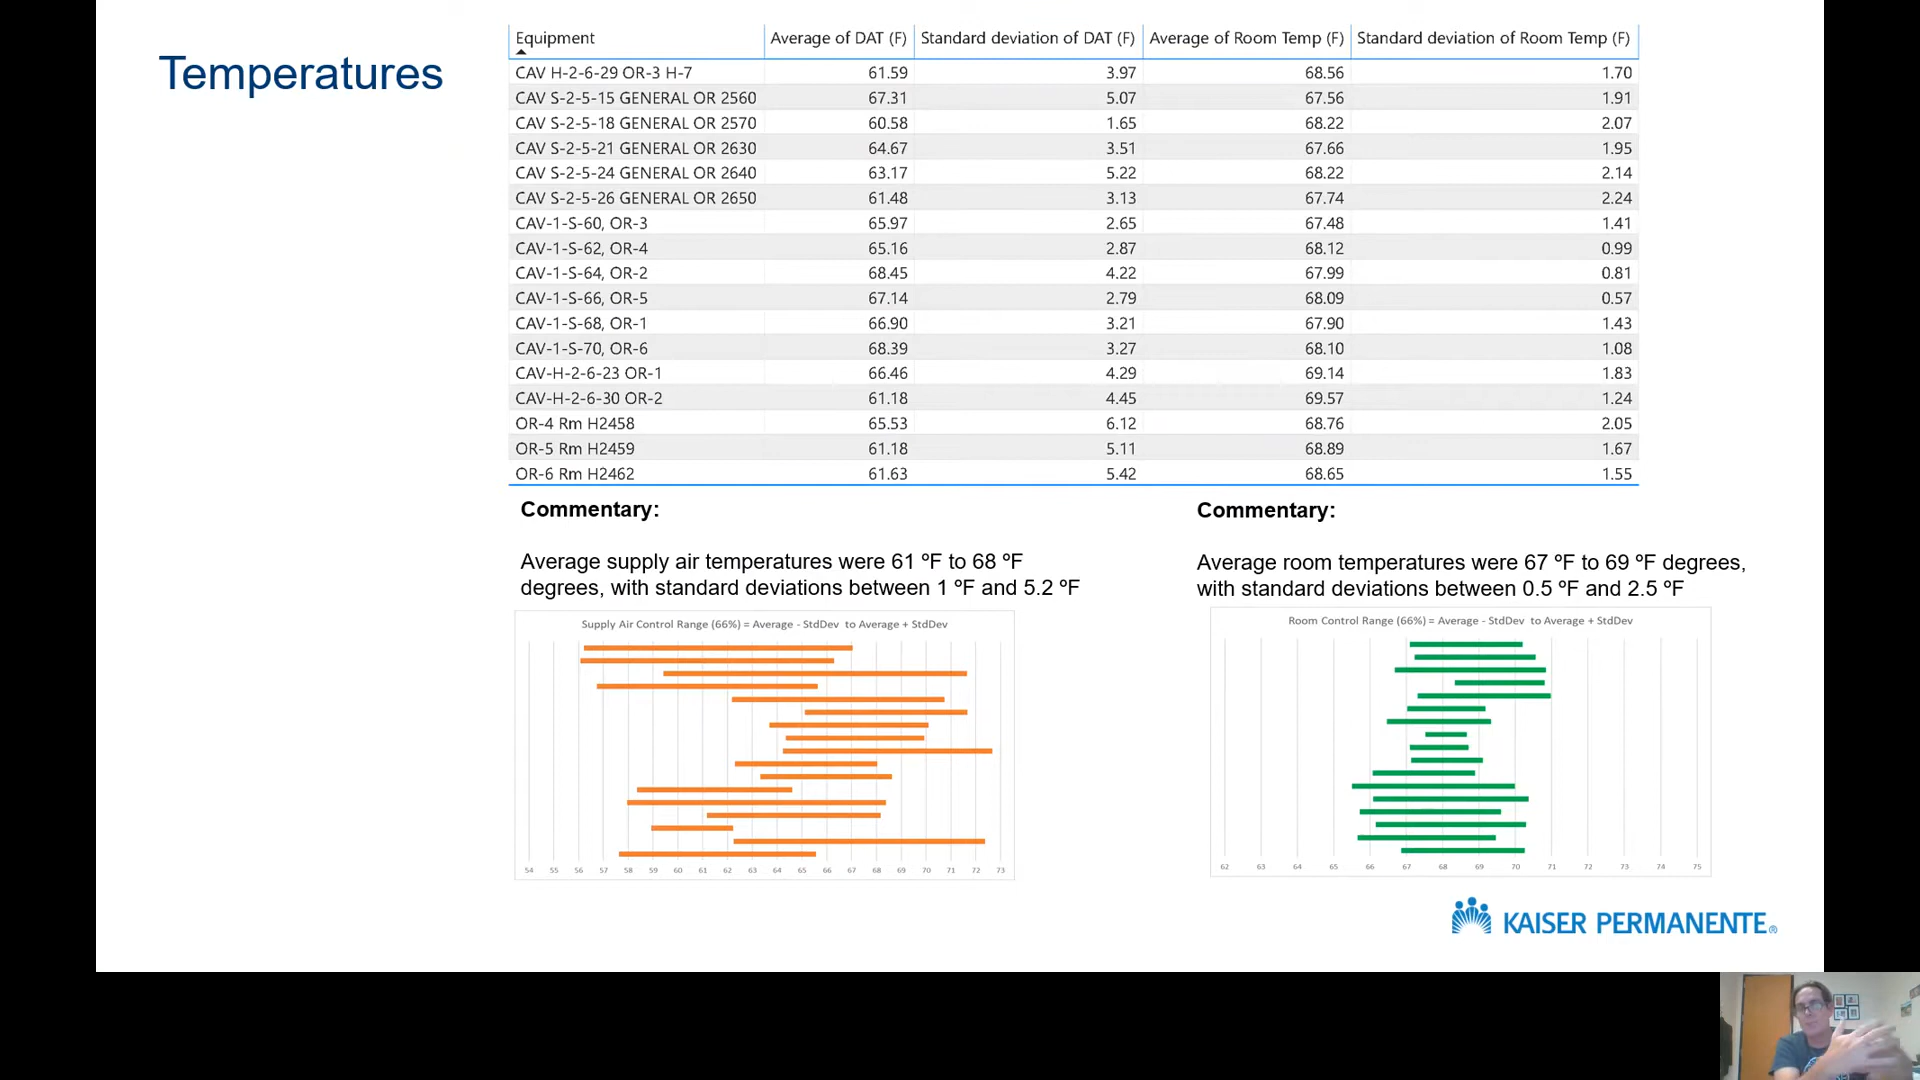 Temperatures
Equipment Average of DAT (F) Standard deviation of DAT (F) Average of Room Temp (F) Standard deviation of Room Temp (F)
CAV H-2-6-29 OR-3 H-7 61.59 3.97 68.56 1.70
CAV S-2-5-15 GENERAL OR 2560 67.31 5.07 67.56 1.91
CAV S-2-5-18 GENERAL OR 2570 60.58 1.65 68.22 2.07
CAV S-2-5-21 GENERAL OR 2630 64.67 3.51 67.66 1.95
CAV S-2-5-24 GENERAL OR 2640 63.17 5.22 68.22 2.14
CAV S-2-5-26 GENERAL OR 2650 61.48 3.13 67.74 2.24
CAV-1-S-60, OR-3 65.97 2.65 67.48 1.41
CAV-1-S-62, OR-4 65.16 2.87 68.12 0.99
CAV-1-S-64, OR-2 68.45 4.22 67.99 0.81
CAV-1-S-66, OR-5 67.14 2.79 68.09 0.57
CAV-1-S-68, OR-1 66.90 3.21 67.90 1.43
CAV-1-S-70, OR-6 68.39 3.27 68.10 1.08
CAV-H-2-6-23 OR-1 66.46 4.29 69.14 1.83
CAV-H-2-6-30 OR-2 61.18 4.45 69.57 1.24
OR-4 Rm H2458 65.53 6.12 68.76 2.05
OR-5 Rm H2459 61.18 5.11 68.89 1.67
OR-6 Rm H2462 61.63 5.42 68.65 1.55
Commentary:
Average supply air temperatures were 61 ºF to 68 ºF
degrees, with standard deviations between 1 ºF and 5.2 ºF
Supply Air Control Range (66%) = Average - StdDev to Average + StdDev
54 55 56 57 58 59 60 61 62 63 64 65 66 67 68 69 70 71 72 73
Commentary:
Average room temperatures were 67 ºF to 69 ºF degrees,
with standard deviations between 0.5 ºF and 2.5 ºF
Room Control Range (66%) = Average - StdDev to Average + StdDev
62 63 64 65 66 67 68 69 70 71 72 73 74 75
KAISER PERMANENTE®